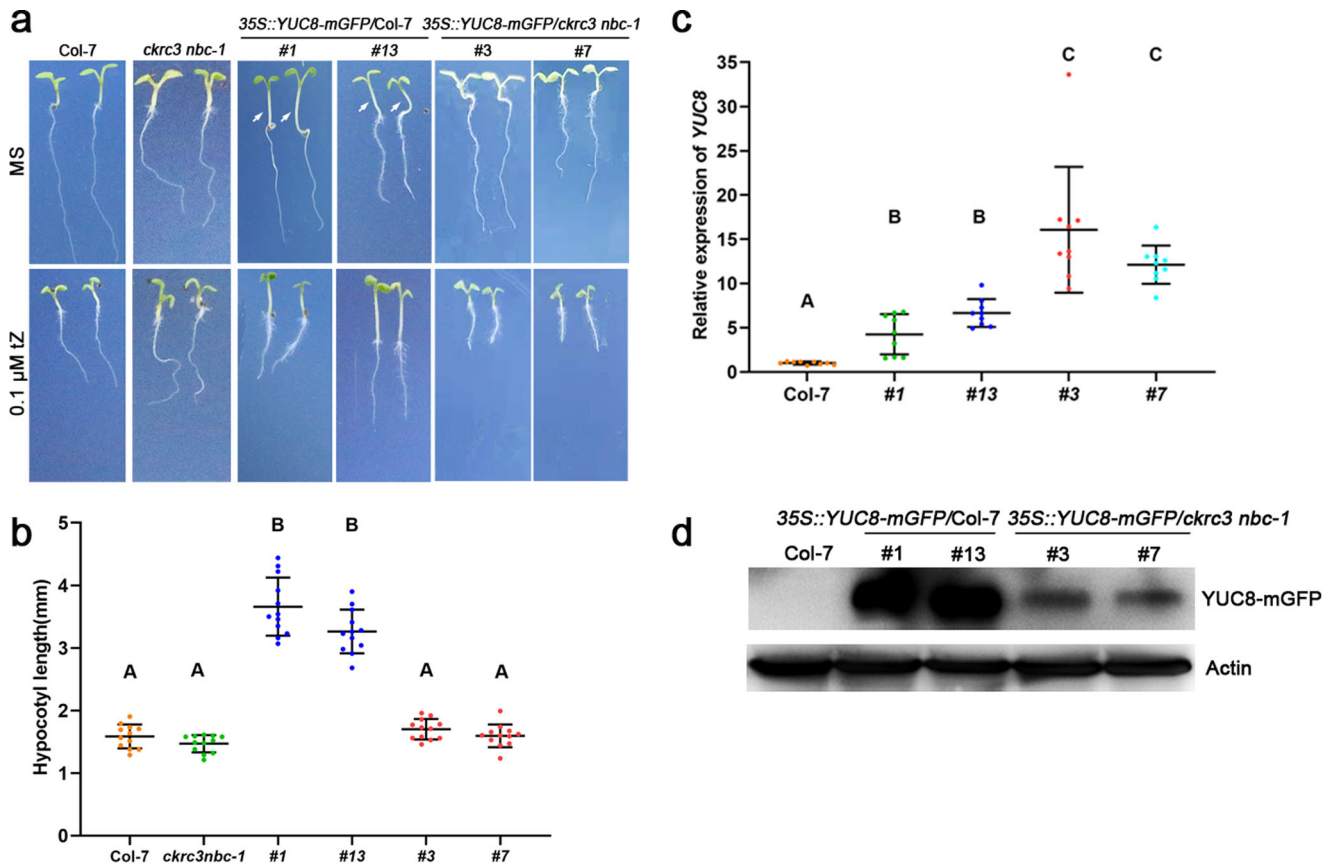 a
35S::YUC8-mGFP/Col-7 35S::YUC8-mGFP/ckrc3 nbc-1
Col-7 ckrc3 nbc-1 #1 #13 #3 #7
MS
0.1 µM tZ
b
Hypocotyl length(mm)
5
4
3
2
1
0
A A B B A A
Col-7 ckrc3nbc-1 #1 #13 #3 #7
c
Relative expression of YUC8
35
30
25
20
15
10
5
0
A B B C C
Col-7 #1 #13 #3 #7
d
35S::YUC8-mGFP/Col-7 35S::YUC8-mGFP/ckrc3 nbc-1
Col-7 #1 #13 #3 #7
YUC8-mGFP
Actin